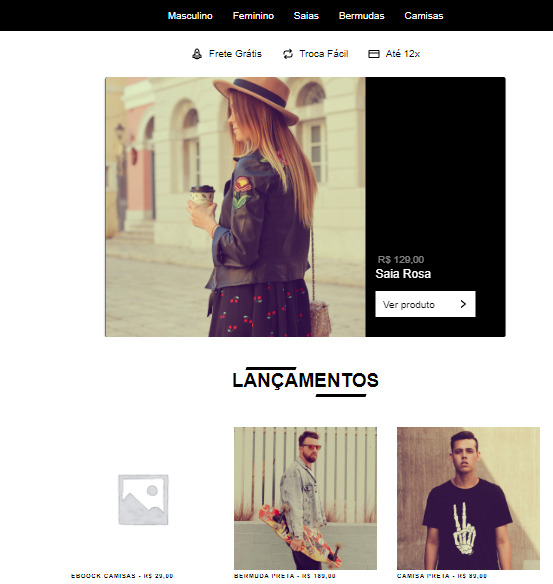 Masculino Feminino Saias Bermudas Camisas
Frete Grátis Troca Fácil Até 12x
R$ 129,00
Saia Rosa
Ver produto
LANÇAMENTOS
EBOOCK CAMISAS - R$ 29,00 BERMUDA PRETA - R$ 189,00 CAMISA PRETA - R$ 89,00